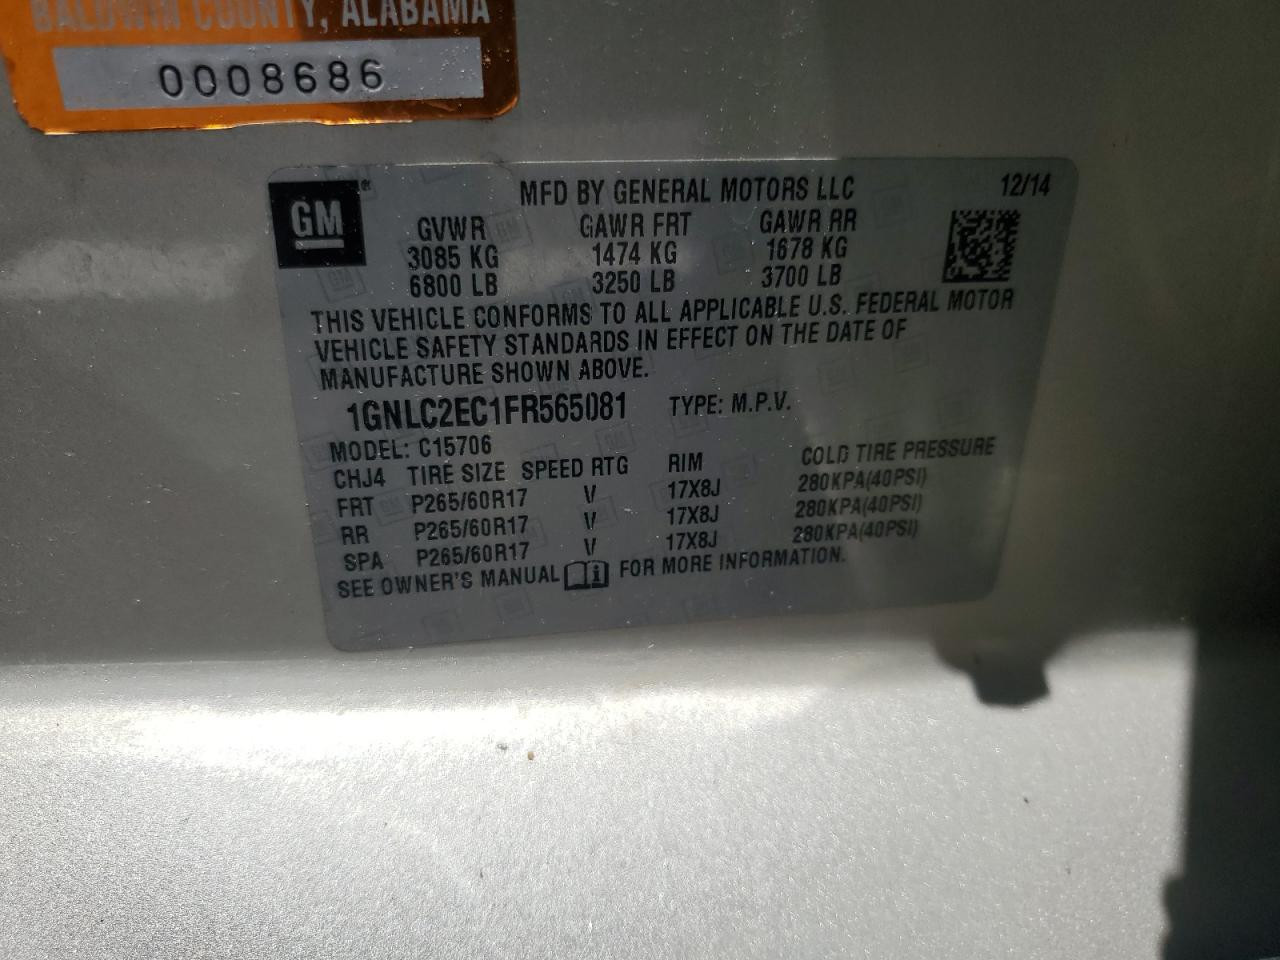 BALDWIN COUNTY, ALABAMA
0008686
GM
MFD BY GENERAL MOTORS LLC 12/14
GVWR GAWR FRT GAWR RR
3085 KG 1474 KG 1678 KG
6800 LB 3250 LB 3700 LB
THIS VEHICLE CONFORMS TO ALL APPLICABLE U.S. FEDERAL MOTOR
VEHICLE SAFETY STANDARDS IN EFFECT ON THE DATE OF
MANUFACTURE SHOWN ABOVE.
1GNLC2EC1FR565081 TYPE: M.P.V.
MODEL: C15706
CHJ4 TIRE SIZE SPEED RTG RIM COLD TIRE PRESSURE
FRT P265/60R17 V 17X8J 280KPA(40PSI)
RR P265/60R17 V 17X8J 280KPA(40PSI)
SPA P265/60R17 V 17X8J 280KPA(40PSI)
SEE OWNER'S MANUAL FOR MORE INFORMATION.